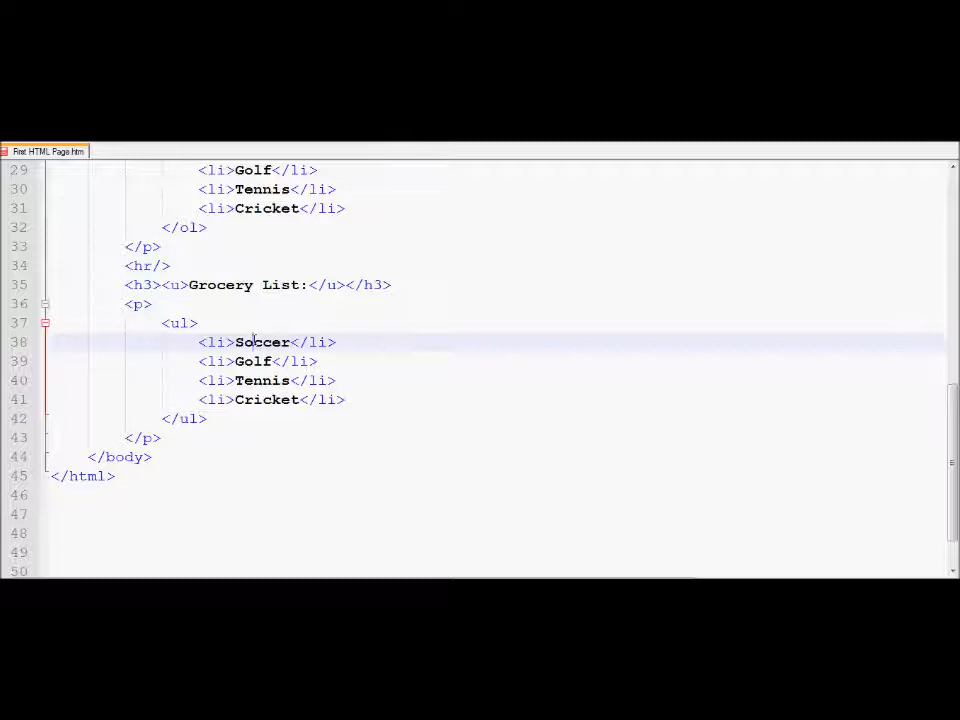 First HTML Page.htm
29 <li>Golf</li>
30 <li>Tennis</li>
31 <li>Cricket</li>
32 </ol>
33 </p>
34 <hr/>
35 <h3><u>Grocery List:</u></h3>
36 <p>
37 <ul>
38 <li>Soccer</li>
39 <li>Golf</li>
40 <li>Tennis</li>
41 <li>Cricket</li>
42 </ul>
43 </p>
44 </body>
45 </html>
46
47
48
49
50